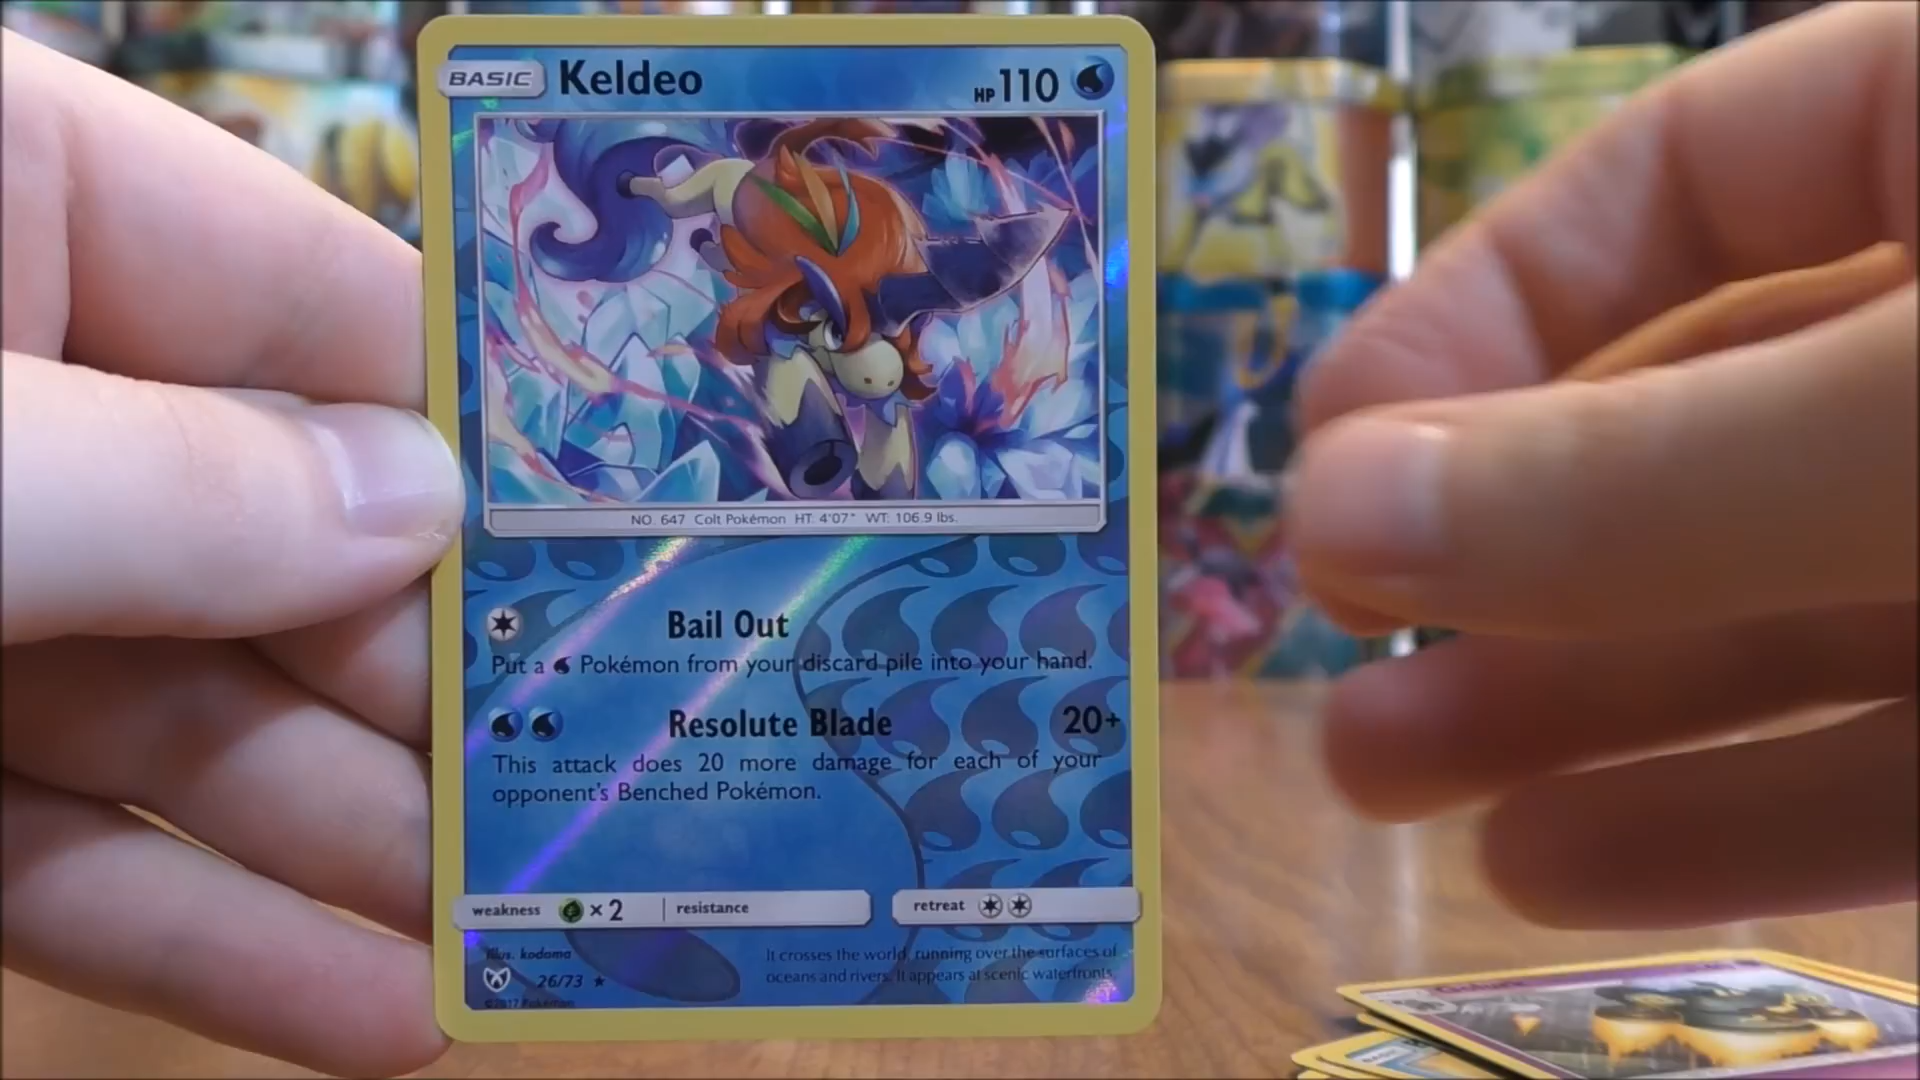 BASIC Keldeo HP 110
NO. 647 Colt Pokémon HT: 4'07" WT: 106.9 lbs.
Bail Out
Put a Pokémon from your discard pile into your hand.
Resolute Blade 20+
This attack does 20 more damage for each of your
opponent's Benched Pokémon.
weakness ×2 resistance retreat
Illus. kodama
26/73
©2017 Pokémon
It crosses the world, running over the surfaces of
oceans and rivers. It appears at scenic waterfronts.
BASIC